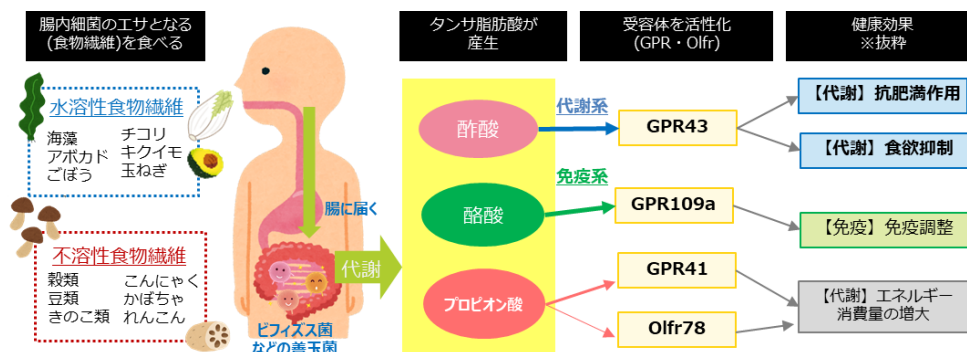 腸内細菌のエサとなる
(食物繊維)を食べる
タンサ脂肪酸が
産生
受容体を活性化
(GPR・Olfr)
健康効果
※抜粋
水溶性食物繊維
海藻
アボカド
ごぼう
チコリ
キクイモ
玉ねぎ
不溶性食物繊維
穀類
豆類
きのこ類
こんにゃく
かぼちゃ
れんこん
腸に届く
ビフィズス菌
などの善玉菌
代謝
酢酸
酪酸
プロピオン酸
代謝系
免疫系
GPR43
GPR109a
GPR41
Olfr78
【代謝】抗肥満作用
【代謝】食欲抑制
【免疫】免疫調整
【代謝】エネルギー
消費量の増大